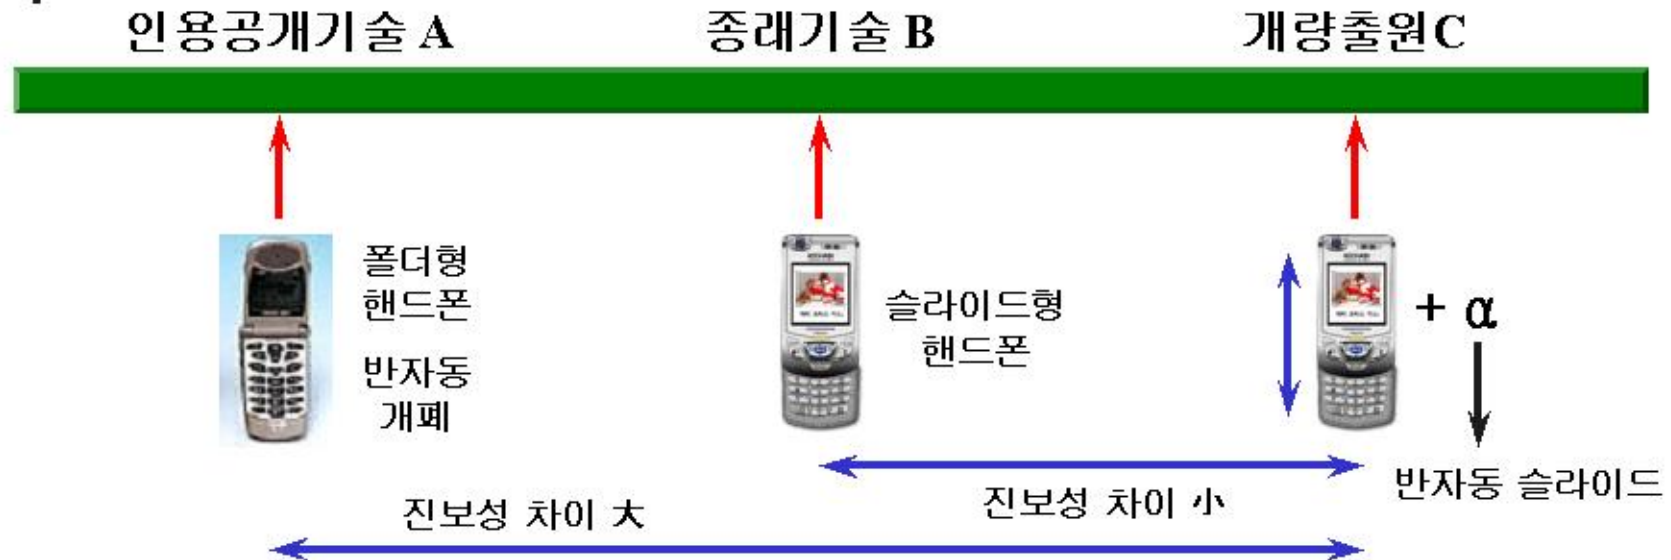 인용공개기술 A
종래기술 B
개량출원C
폴더형
핸드폰
반자동
개폐
슬라이드형
핸드폰
+ α
반자동 슬라이드
진보성 차이 小
진보성 차이 大